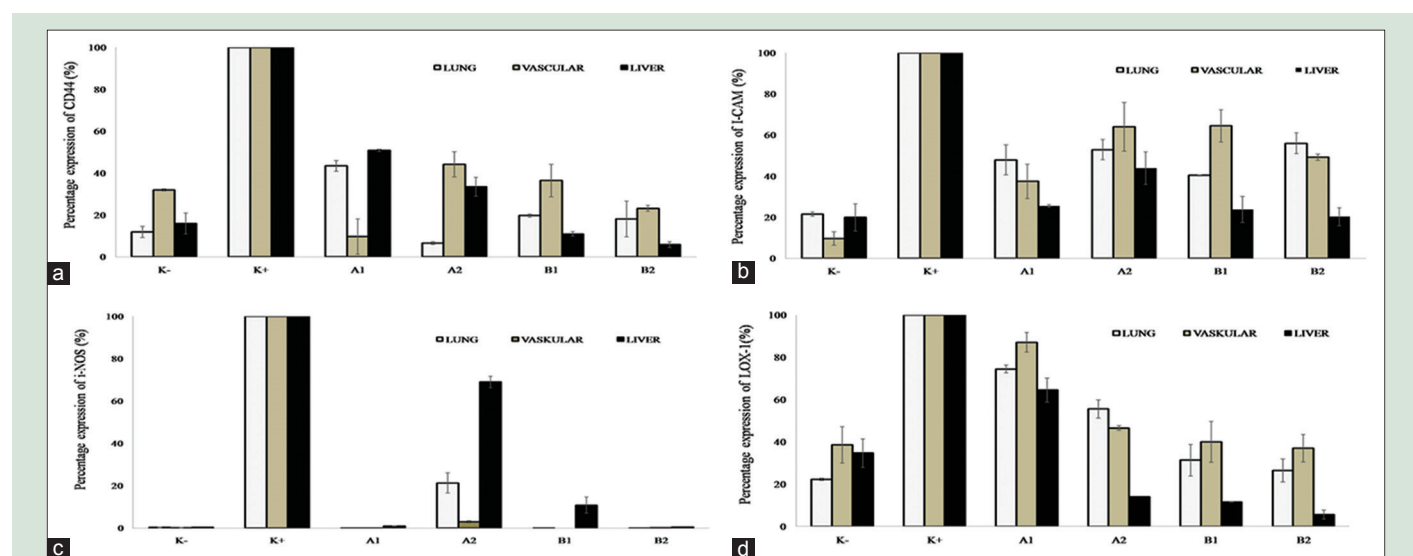 Percentage expression of CD44 (%)
100
80
60
40
20
0
LUNG VASCULAR LIVER
K- K+ A1 A2 B1 B2
a
Percentage expression of I-CAM (%)
100
80
60
40
20
0
LUNG VASCULAR LIVER
K- K+ A1 A2 B1 B2
b
Percentage expression of i-NOS (%)
100
80
60
40
20
0
LUNG VASKULAR LIVER
K- K+ A1 A2 B1 B2
c
Percentage expression of LOX-1(%)
100
80
60
40
20
0
LUNG VASCULAR LIVER
K- K+ A1 A2 B1 B2
d